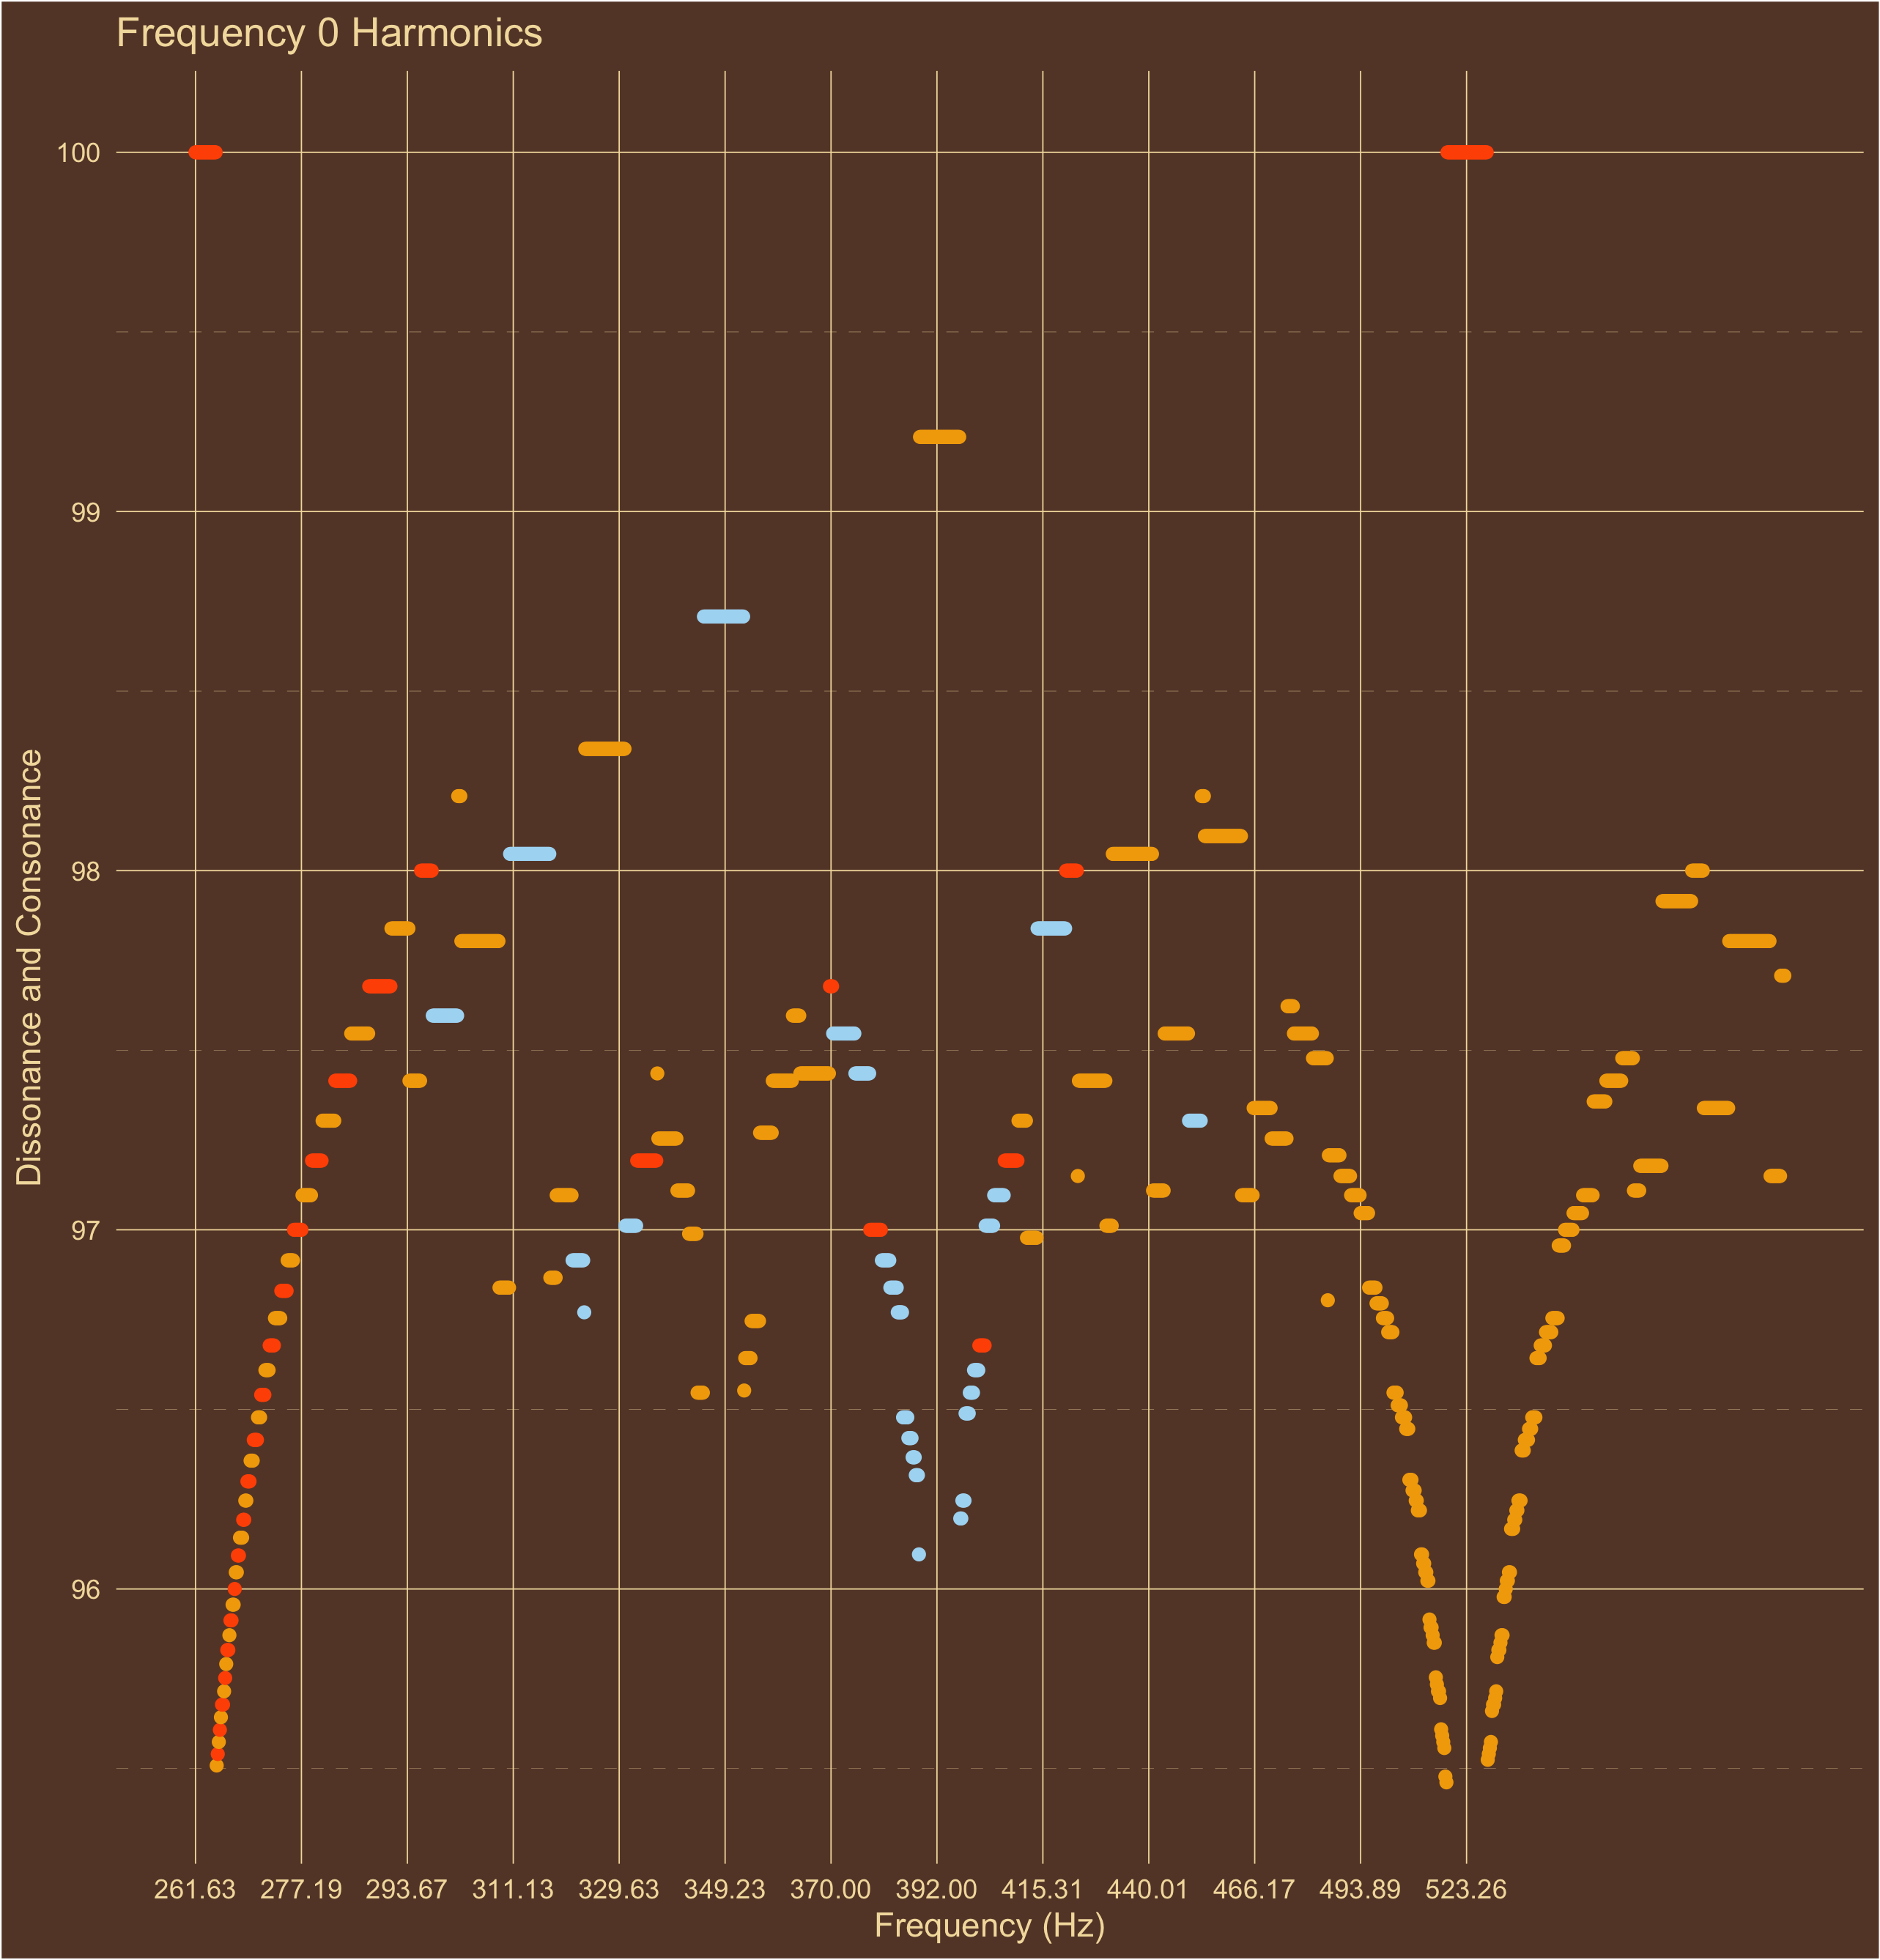 Frequency 0 Harmonics
100
99
98
97
96
Dissonance and Consonance
261.63 277.19 293.67 311.13 329.63 349.23 370.00 392.00 415.31 440.01 466.17 493.89 523.26
Frequency (Hz)